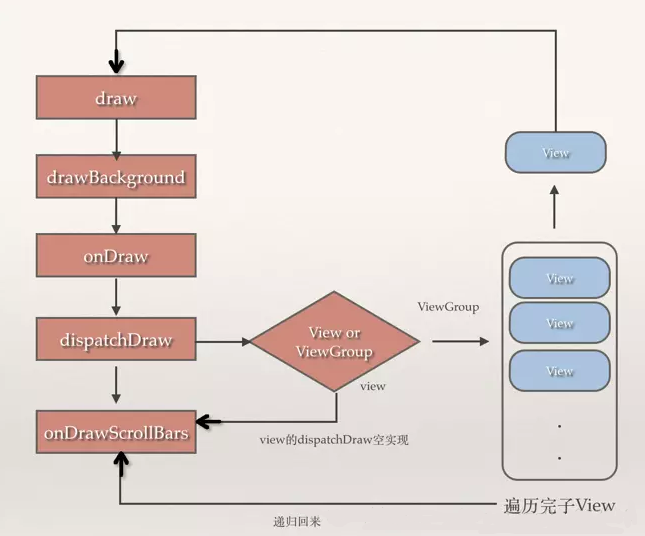 draw
drawBackground
onDraw
dispatchDraw
onDrawScrollBars
View or
ViewGroup
view
view的dispatchDraw空实现
ViewGroup
View
View
View
View
.
.
遍历完子View
递归回来